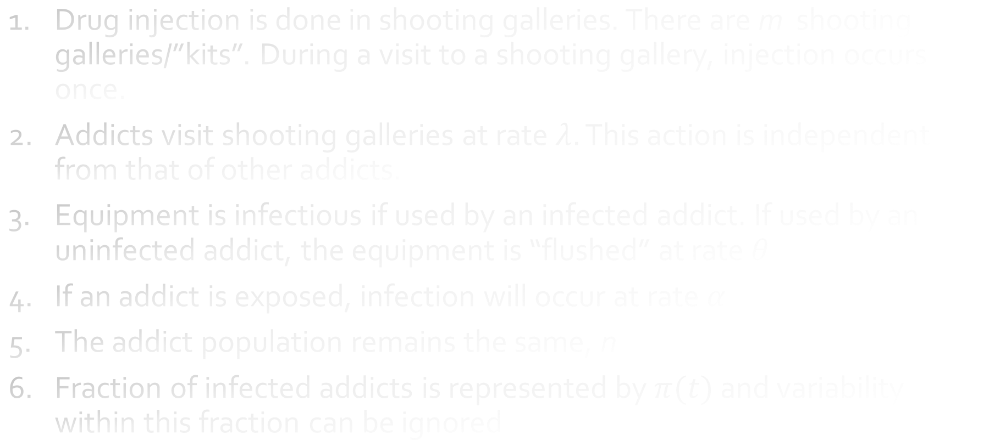 1. Drug injection is done in shooting galleries. There are m shooting
galleries/”kits”. During a visit to a shooting gallery, injection occurs
once.
2. Addicts visit shooting galleries at rate λ. This action is independent
from that of other addicts.
3. Equipment is infectious if used by an infected addict. If used by an
uninfected addict, the equipment is “flushed” at rate θ
4. If an addict is exposed, infection will occur at rate α
5. The addict population remains the same, n
6. Fraction of infected addicts is represented by π(t) and variability
within this fraction can be ignored